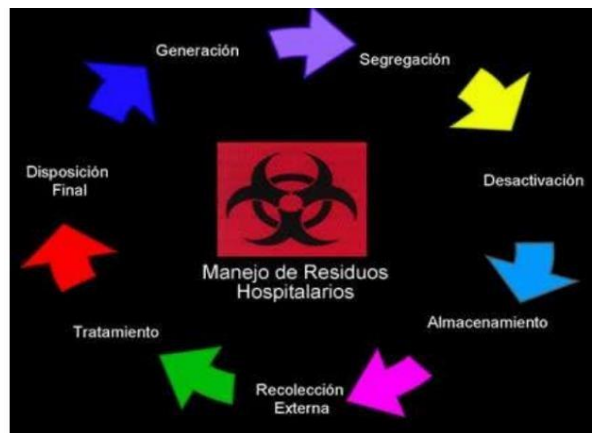 Generación
Segregación
Desactivación
Almacenamiento
Recolección
Externa
Tratamiento
Disposición
Final
Manejo de Residuos
Hospitalarios